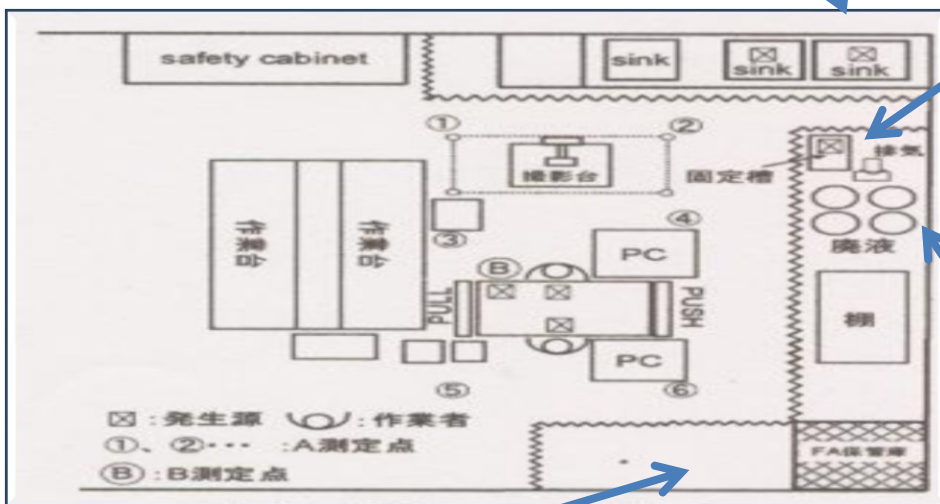 safety cabinet
sink
sink
sink
①
②
排気
固定槽
撮影台
作業台
作業台
③
④
廃液
PC
B
PULL
PUSH
棚
PC
⑤
⑥
☒:発生源 :作業者
①、②・・・ :A測定点
Ⓑ:B測定点
FA保管庫